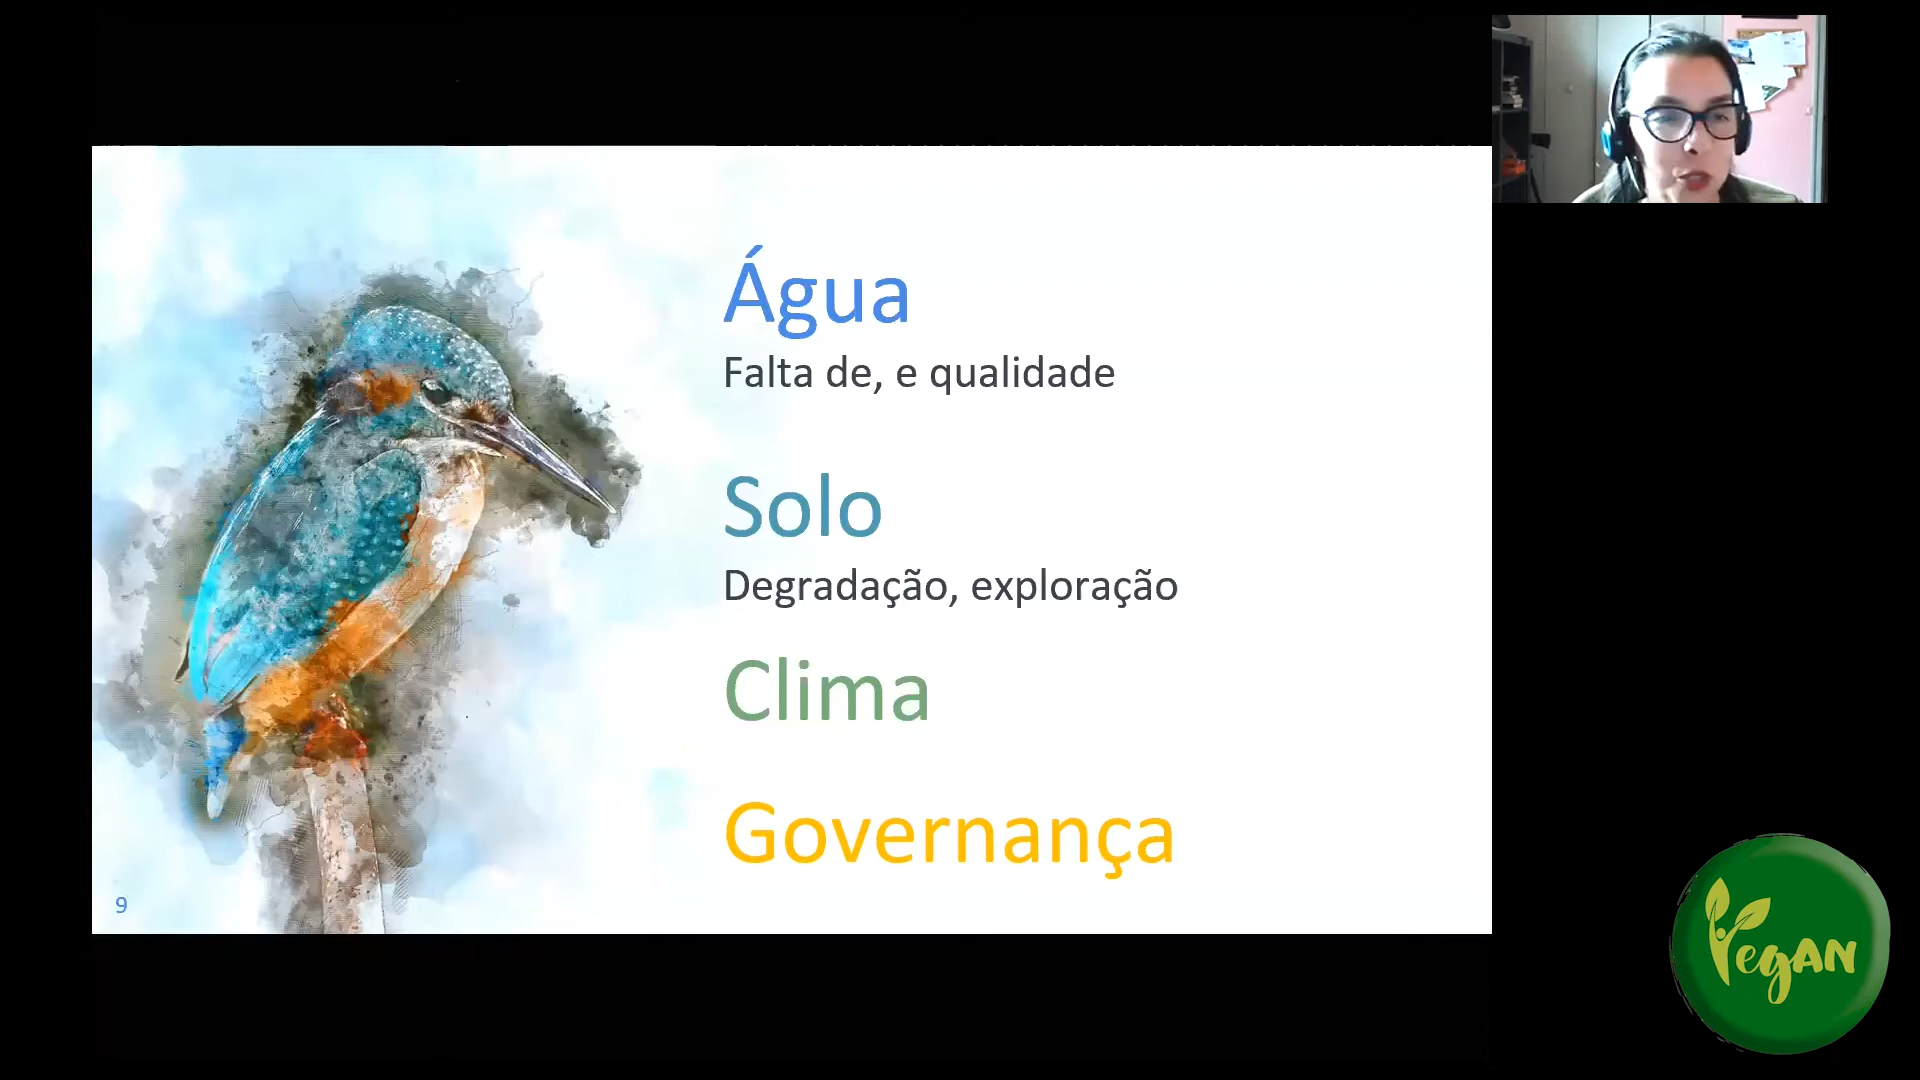 Água
Falta de, e qualidade
Solo
Degradação, exploração
Clima
Governança
9
VegAN